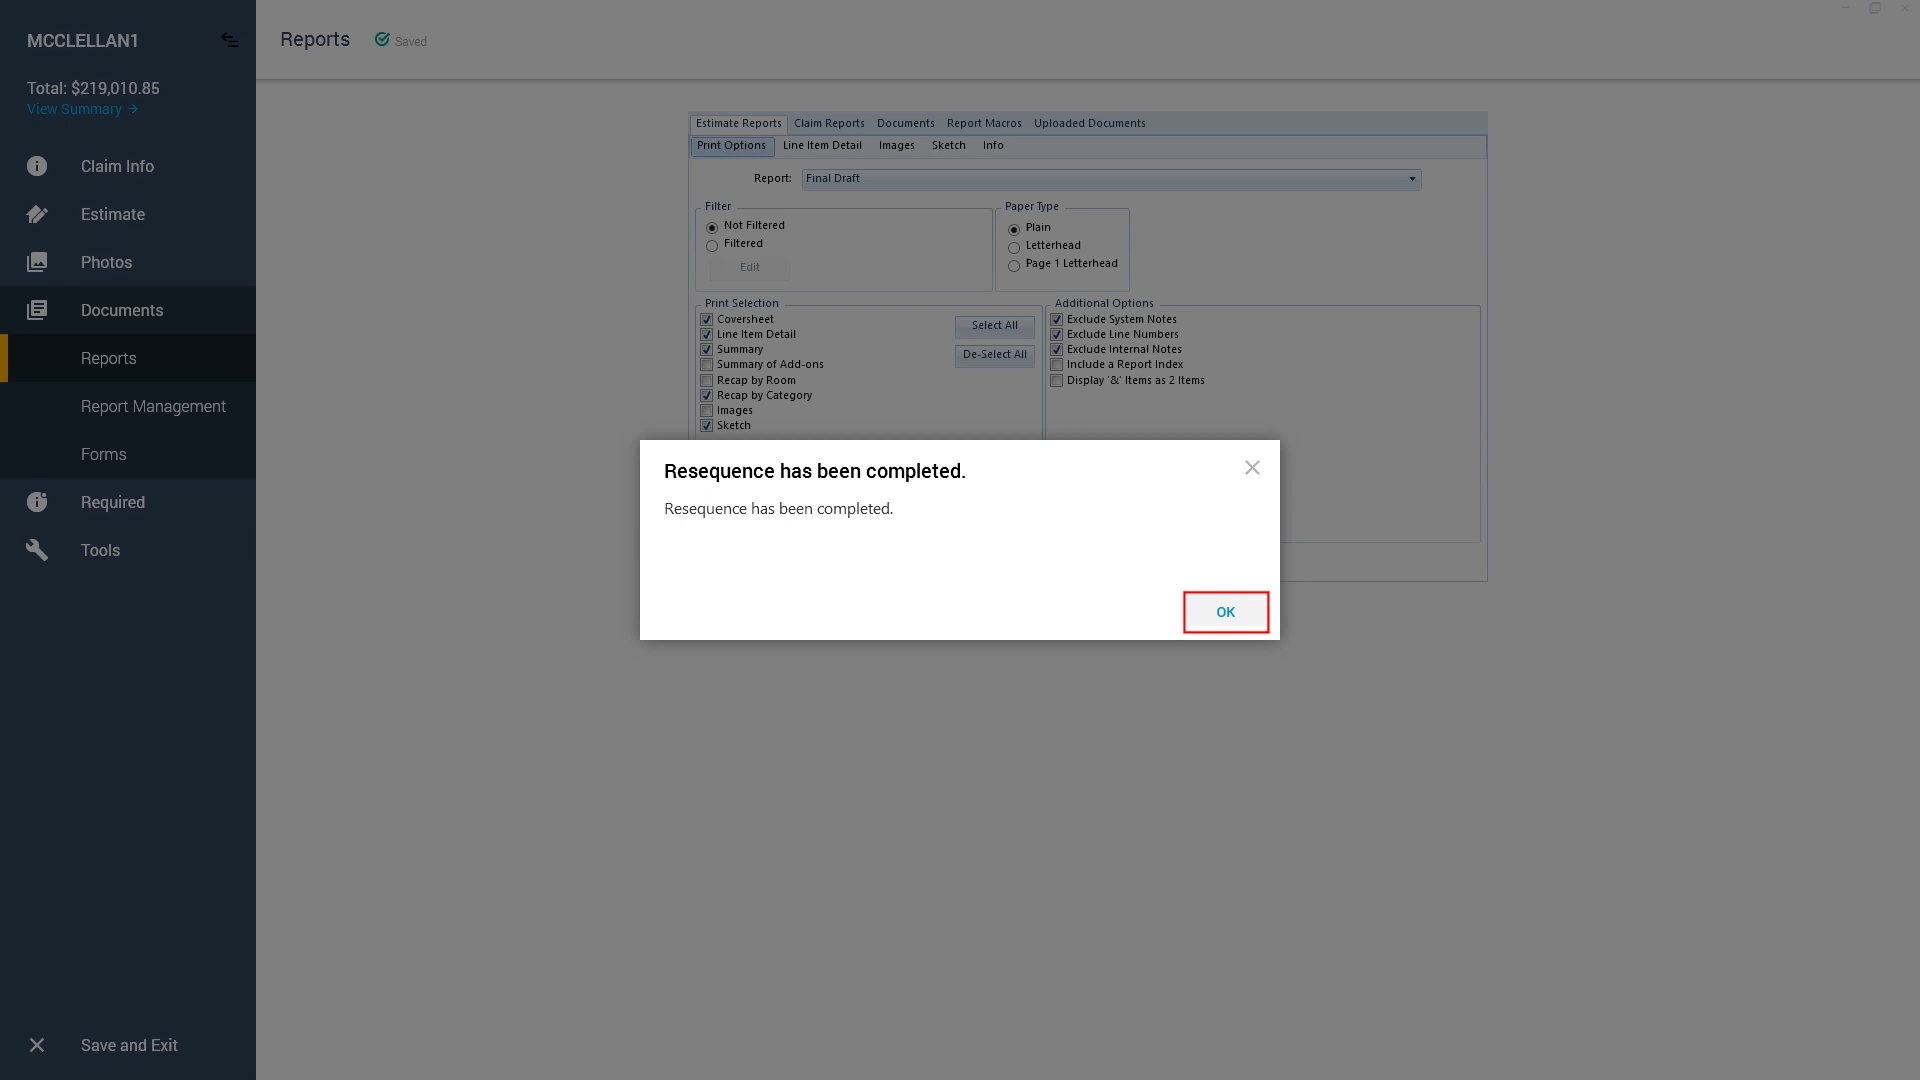 MCCLELLAN1
Total: $219,010.85
View Summary →
Claim Info
Estimate
Photos
Documents
Reports
Report Management
Forms
Required
Tools
Save and Exit
Reports
Saved
Estimate Reports Claim Reports Documents Report Macros Uploaded Documents
Print Options Line Item Detail Images Sketch Info
Report: Final Draft
Filter
Not Filtered
Filtered
Edit
Paper Type
Plain
Letterhead
Page 1 Letterhead
Print Selection
Coversheet
Line Item Detail
Summary
Summary of Add-ons
Recap by Room
Recap by Category
Images
Sketch
Select All
De-Select All
Additional Options
Exclude System Notes
Exclude Line Numbers
Exclude Internal Notes
Include a Report Index
Display '&' Items as 2 Items
Resequence has been completed.
Resequence has been completed.
OK